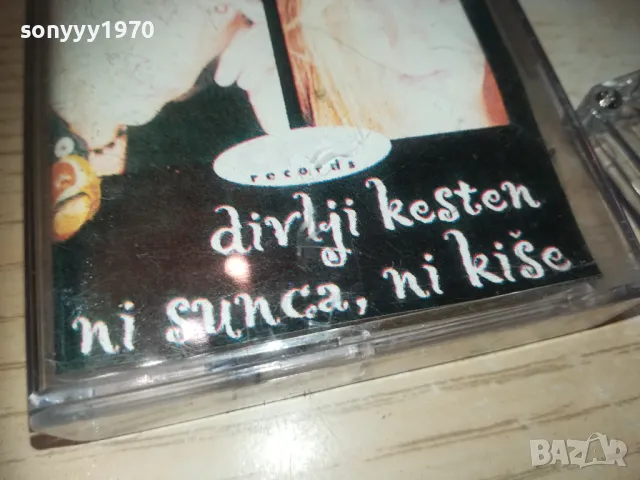 sonyyy1970
records
divlji kesten
ni sunca, ni kiše
BAZAR